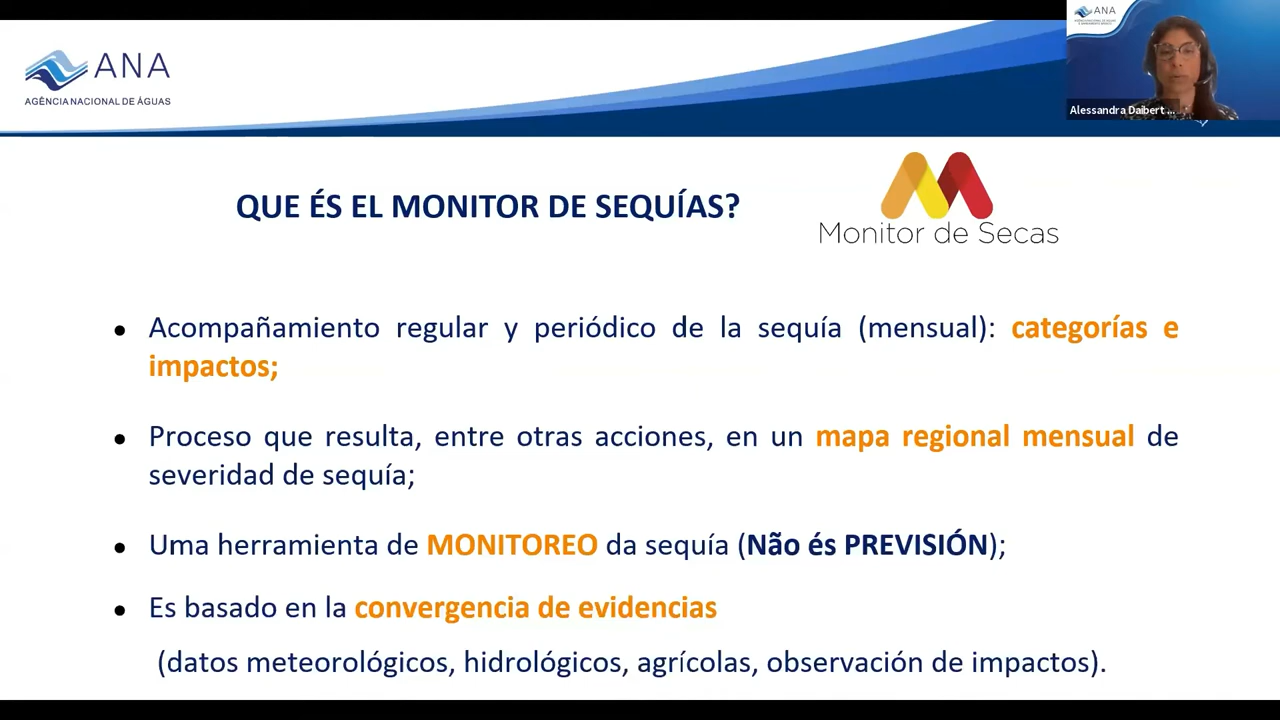 ANA
AGÊNCIA NACIONAL DE ÁGUAS
ANA
Alessandra Daibert ...
QUE ÉS EL MONITOR DE SEQUÍAS?
Monitor de Secas
Acompañamiento regular y periódico de la sequía (mensual): categorías e
impactos;
Proceso que resulta, entre otras acciones, en un mapa regional mensual de
severidad de sequía;
Uma herramienta de MONITOREO da sequía (Não és PREVISIÓN);
Es basado en la convergencia de evidencias
(datos meteorológicos, hidrológicos, agrícolas, observación de impactos).